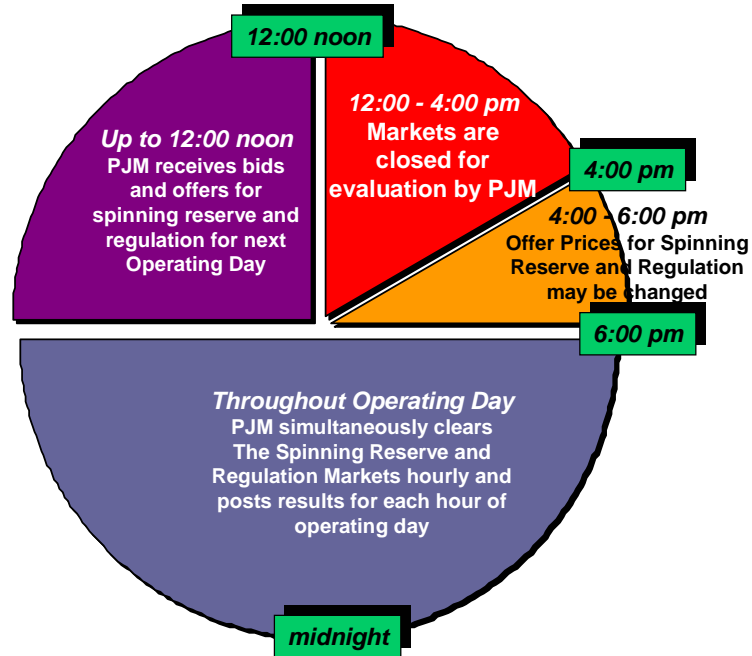 12:00 noon
Up to 12:00 noon
PJM receives bids
and offers for
spinning reserve and
regulation for next
Operating Day
12:00 - 4:00 pm
Markets are
closed for
evaluation by PJM
4:00 pm
4:00 - 6:00 pm
Offer Prices for Spinning
Reserve and Regulation
may be changed
6:00 pm
Throughout Operating Day
PJM simultaneously clears
The Spinning Reserve and
Regulation Markets hourly and
posts results for each hour of
operating day
midnight